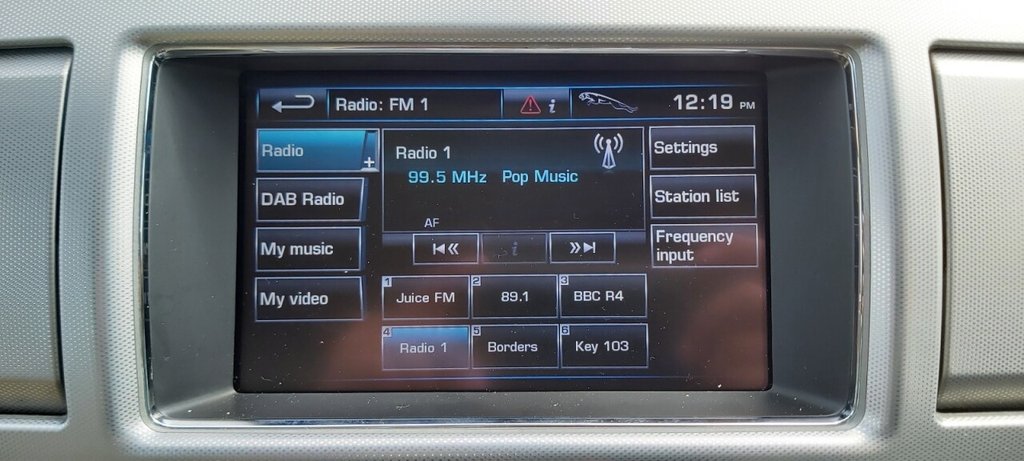 Radio: FM 1
i
12:19 PM
Radio
+
DAB Radio
My music
My video
Radio 1
99.5 MHz Pop Music
AF
i
Settings
Station list
Frequency
input
1 Juice FM
2 89.1
3 BBC R4
4 Radio 1
5 Borders
6 Key 103